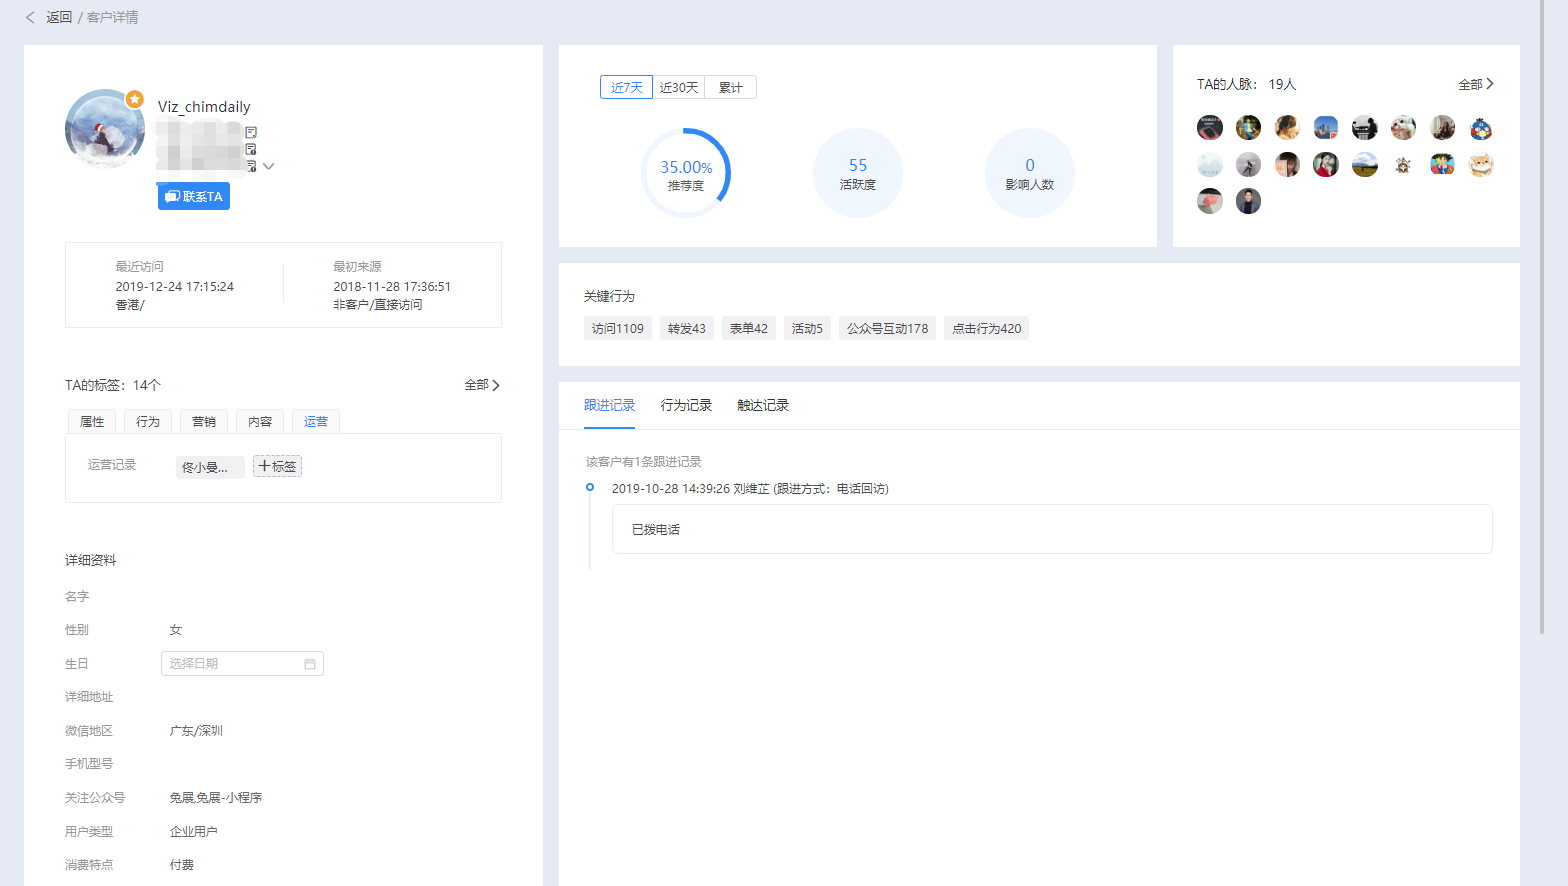 返回 / 客户详情
Viz_chimdaily
联系TA
最近访问
2019-12-24 17:15:24
香港/
最初来源
2018-11-28 17:36:51
非客户/直接访问
TA的标签：14个
全部
属性 行为 营销 内容 运营
运营记录 佟小曼... 十标签
详细资料
名字
性别 女
生日 选择日期
详细地址
微信地区 广东/深圳
手机型号
关注公众号 兔展,兔展-小程序
用户类型 企业用户
消费特点 付费
近7天 近30天 累计
35.00%
推荐度
55
活跃度
0
影响人数
TA的人脉： 19人
全部
关键行为
访问1109 转发43 表单42 活动5 公众号互动178 点击行为420
跟进记录 行为记录 触达记录
该客户有1条跟进记录
2019-10-28 14:39:26 刘维芷 (跟进方式：电话回访)
已拨电话